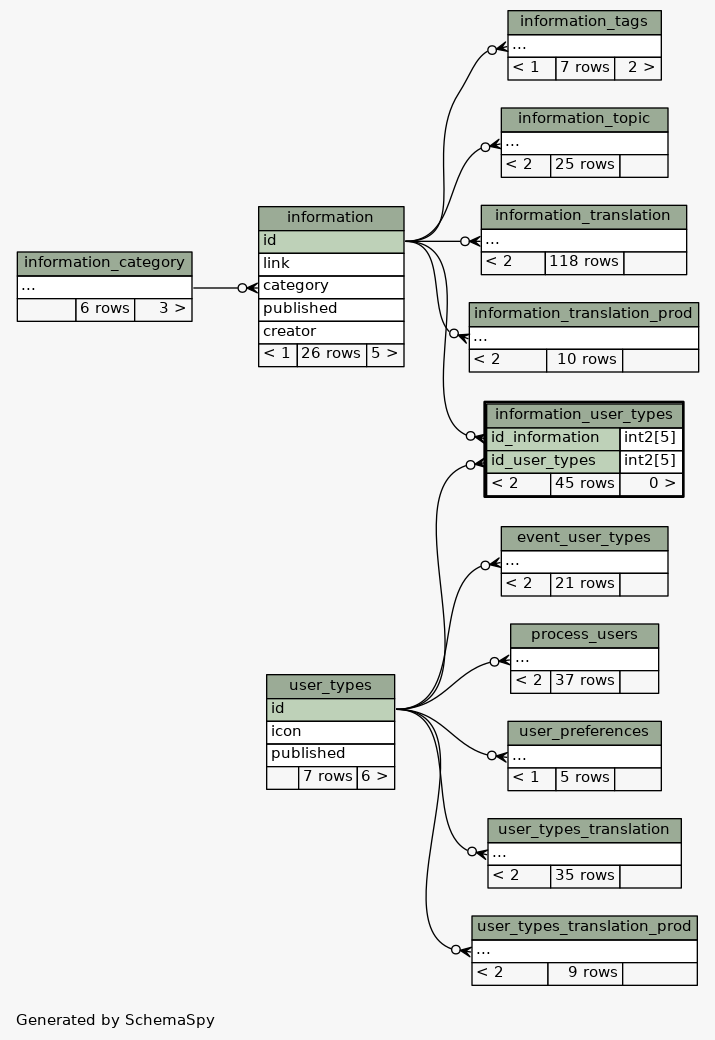 information_tags
...
< 1 7 rows 2 >
information_topic
...
< 2 25 rows
information_translation
...
< 2 118 rows
information_translation_prod
...
< 2 10 rows
information_category
...
6 rows 3 >
information
id
link
category
published
creator
< 1 26 rows 5 >
information_user_types
id_information int2[5]
id_user_types int2[5]
< 2 45 rows 0 >
event_user_types
...
< 2 21 rows
process_users
...
< 2 37 rows
user_types
id
icon
published
7 rows 6 >
user_preferences
...
< 1 5 rows
user_types_translation
...
< 2 35 rows
user_types_translation_prod
...
< 2 9 rows
Generated by SchemaSpy